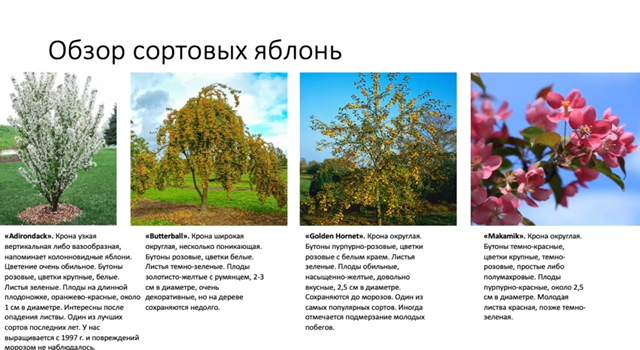 Обзор сортовых яблонь
«Adirondack». Крона узкая
вертикальная либо вазообразная,
напоминает колонновидные яблони.
Цветение очень обильное. Бутоны
розовые, цветки крупные, белые.
Листья зеленые. Плоды на длинной
плодоножке, оранжево-красные, около
1 см в диаметре. Интересны после
опадения листвы. Один из лучших
сортов последних лет. У нас
выращивается с 1997 г. и повреждений
морозом не наблюдалось.
«Butterball». Крона широкая
округлая, несколько поникающая.
Бутоны розовые, цветки белые.
Листья темно-зеленые. Плоды
золотисто-желтые с румянцем, 2-3
см в диаметре, очень
декоративные, но на дереве
сохраняются недолго.
«Golden Hornet». Крона округлая.
Бутоны пурпурно-розовые, цветки
розовые с белым краем. Листья
зеленые. Плоды обильные,
насыщенно-желтые, довольно
вкусные, 2,5 см в диаметре.
Сохраняются до морозов. Один из
самых популярных сортов. Иногда
отмечается подмерзание молодых
побегов.
«Makamik». Крона округлая.
Бутоны темно-красные,
цветки крупные, темно-
розовые, простые либо
полумахровые. Плоды
пурпурно-красные, около 2,5
см в диаметре. Молодая
листва красная, позже темно-
зеленая.